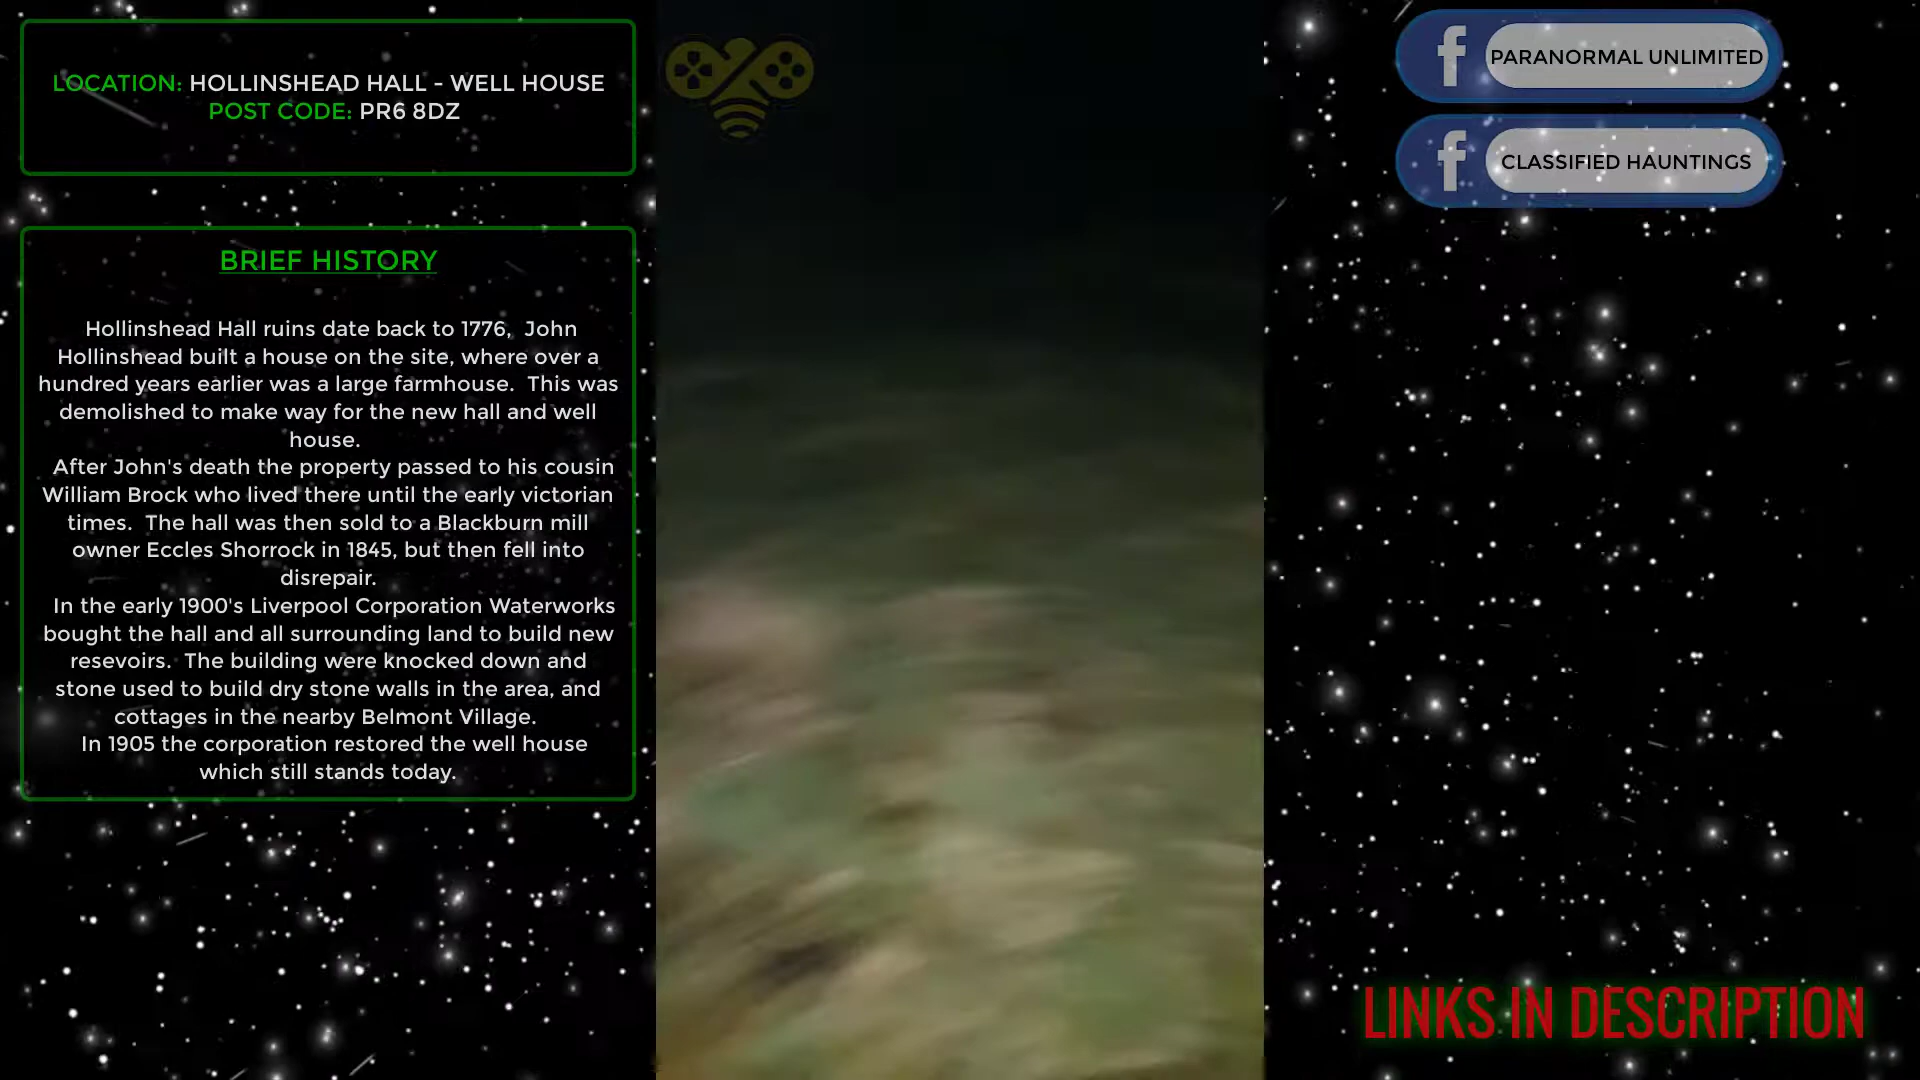 LOCATION: HOLLINSHEAD HALL - WELL HOUSE
POST CODE: PR6 8DZ
BRIEF HISTORY
Hollinshead Hall ruins date back to 1776,  John
Hollinshead built a house on the site, where over a
hundred years earlier was a large farmhouse.  This was
demolished to make way for the new hall and well
house.
After John's death the property passed to his cousin
William Brock who lived there until the early victorian
times.  The hall was then sold to a Blackburn mill
owner Eccles Shorrock in 1845, but then fell into
disrepair.
In the early 1900's Liverpool Corporation Waterworks
bought the hall and all surrounding land to build new
resevoirs.  The building were knocked down and
stone used to build dry stone walls in the area, and
cottages in the nearby Belmont Village.
In 1905 the corporation restored the well house
which still stands today.
f PARANORMAL UNLIMITED
f CLASSIFIED HAUNTINGS
LINKS IN DESCRIPTION